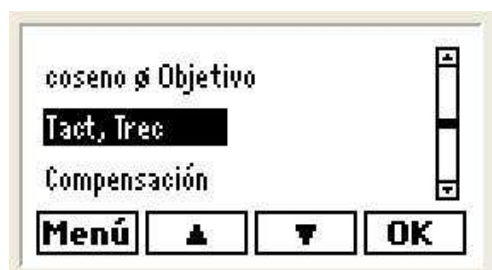 coseno ø Objetivo
Tact, Trec
Compensación
Menú ▲ ▼ OK